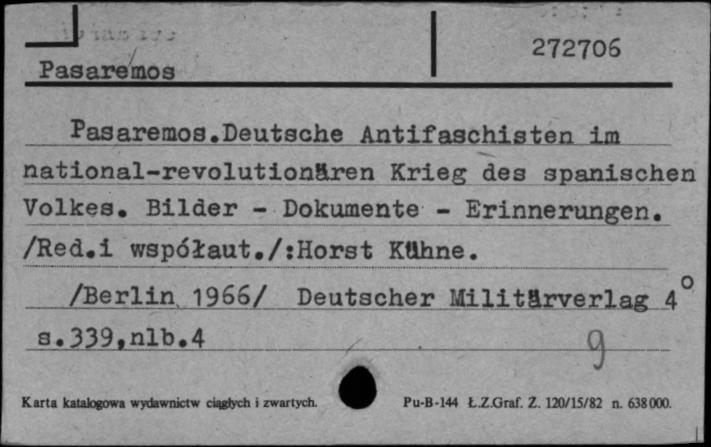 272706
Pasaremos
Pasaremos.Deutsche Antifaschisten im
national-revolutionären Krieg des spanischen
Volkes. Bilder - Dokumente - Erinnerungen.
/Red.i współaut./:Horst Kühne.
/Berlin 1966/ Deutscher Militärverlag 4°
s.339,nlb.4
9
Karta katalogowa wydawnictw ciągłych i zwartych.
Pu-B-144 Ł.Z.Graf. Z. 120/15/82 n. 638000.